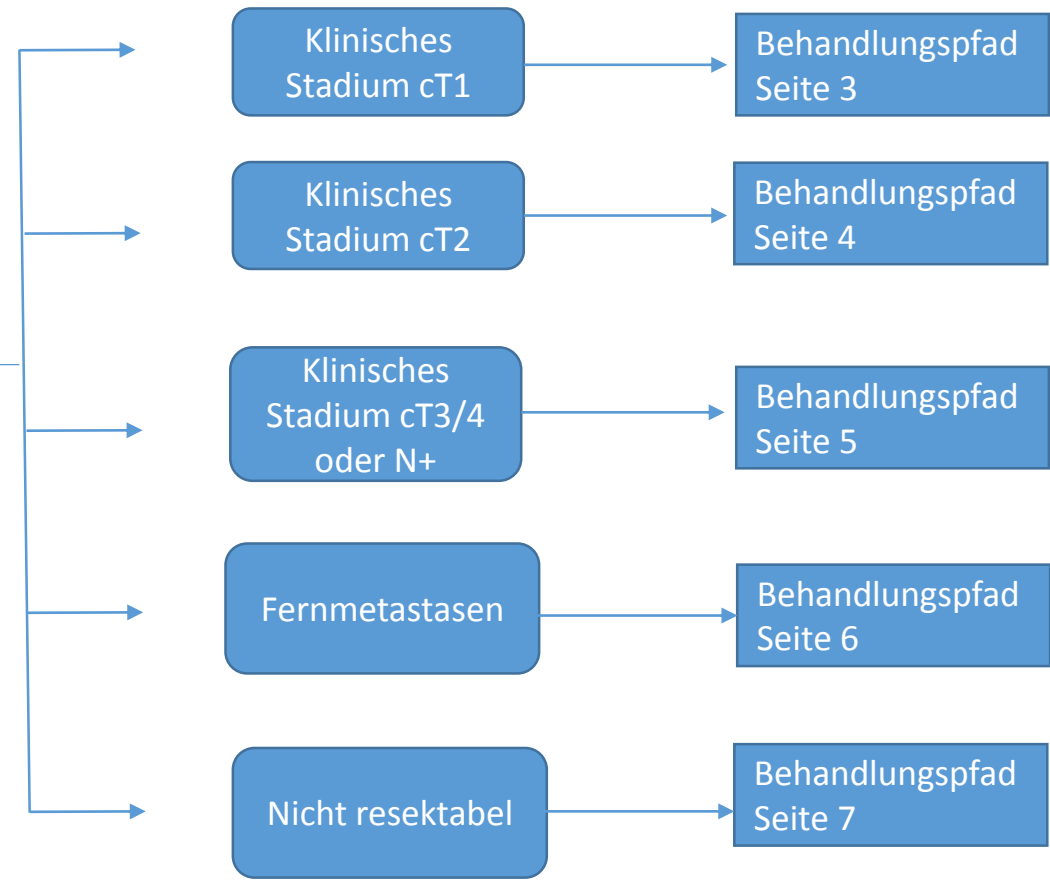 Klinisches
Stadium cT1
Behandlungspfad
Seite 3
Klinisches
Stadium cT2
Behandlungspfad
Seite 4
Klinisches
Stadium cT3/4
oder N+
Behandlungspfad
Seite 5
Fernmetastasen
Behandlungspfad
Seite 6
Nicht resektabel
Behandlungspfad
Seite 7